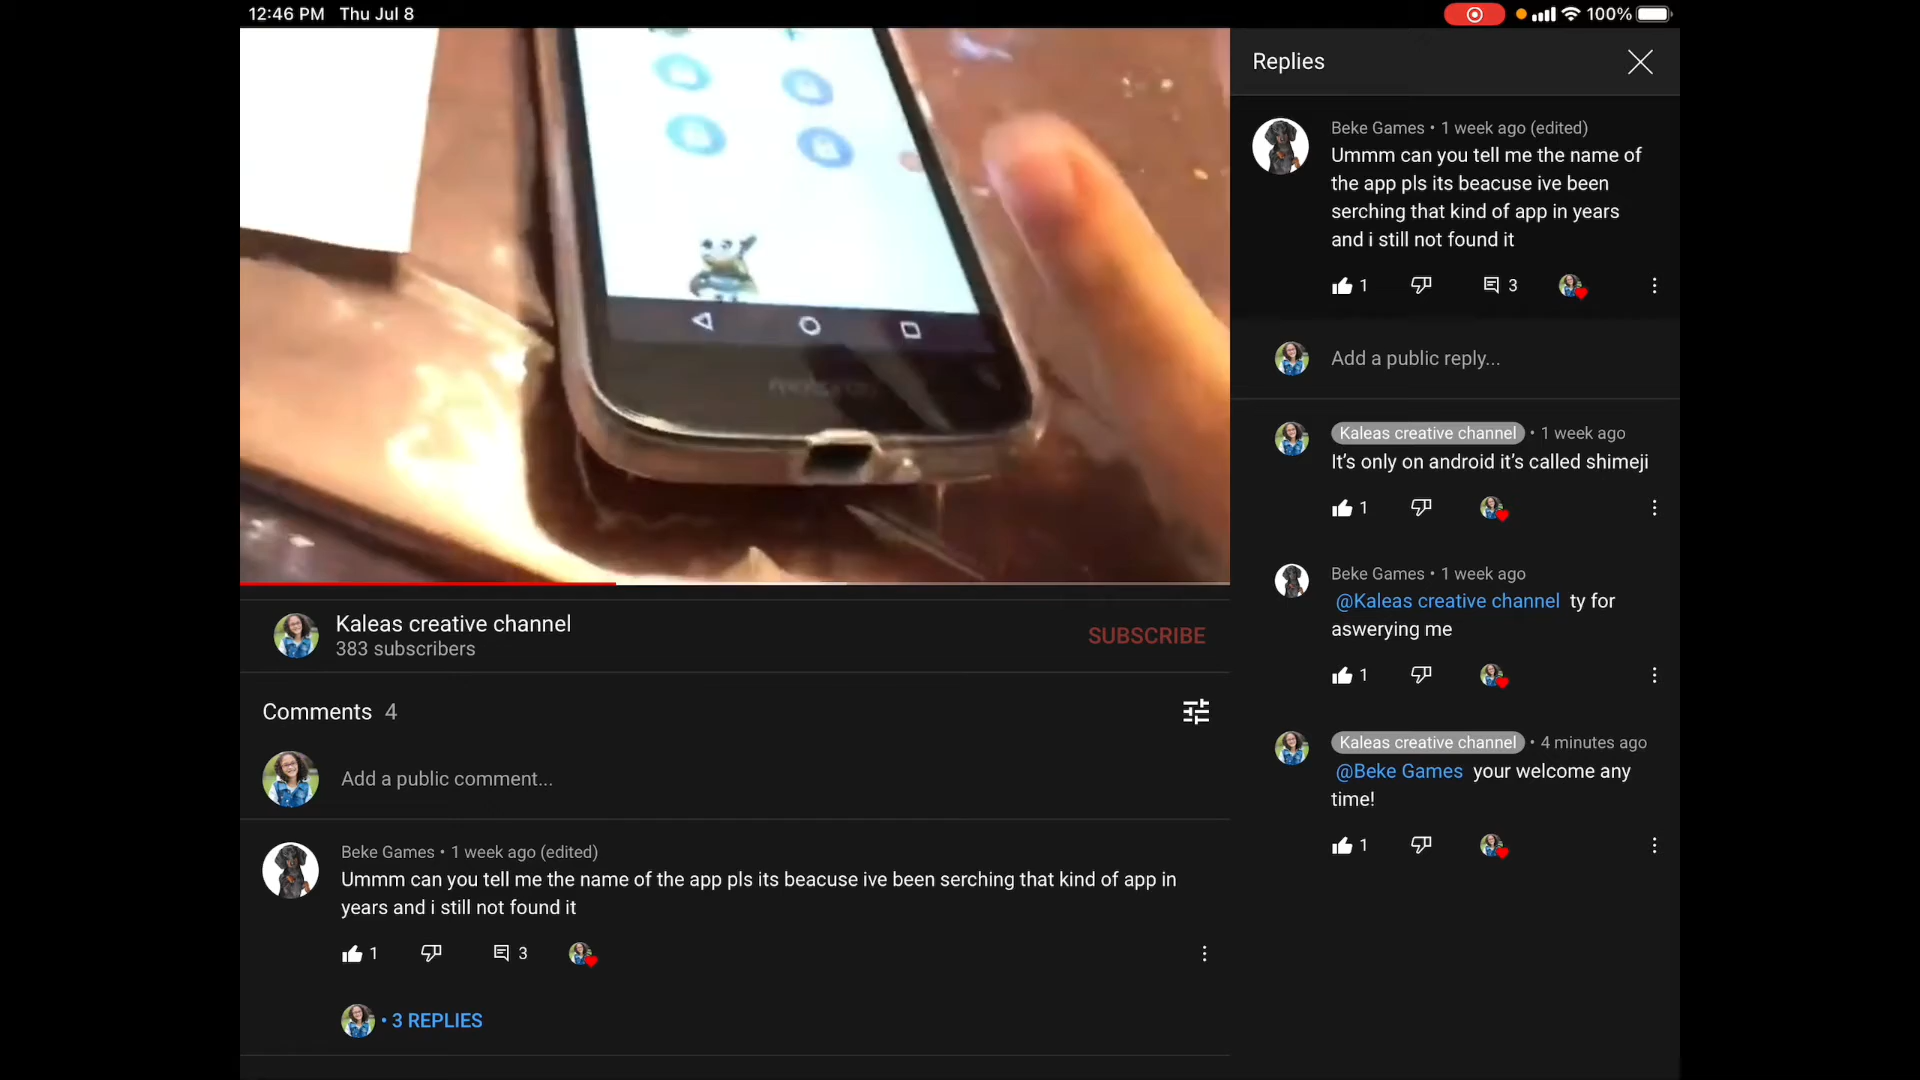 12:46 PM Thu Jul 8
100%
Replies
Beke Games • 1 week ago (edited)
Ummm can you tell me the name of
the app pls its beacuse ive been
serching that kind of app in years
and i still not found it
1 3
Add a public reply...
Kaleas creative channel • 1 week ago
It's only on android it's called shimeji
1
Beke Games • 1 week ago
@Kaleas creative channel ty for
aswerying me
1
Kaleas creative channel • 4 minutes ago
@Beke Games your welcome any
time!
1
Kaleas creative channel
383 subscribers
SUBSCRIBE
Comments 4
Add a public comment...
Beke Games • 1 week ago (edited)
Ummm can you tell me the name of the app pls its beacuse ive been serching that kind of app in
years and i still not found it
1 3
• 3 REPLIES